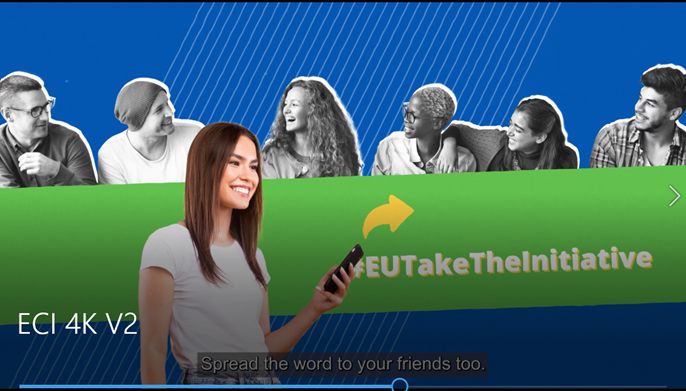 #EUTakeTheInitiative
ECI 4K V2
Spread the word to your friends too.